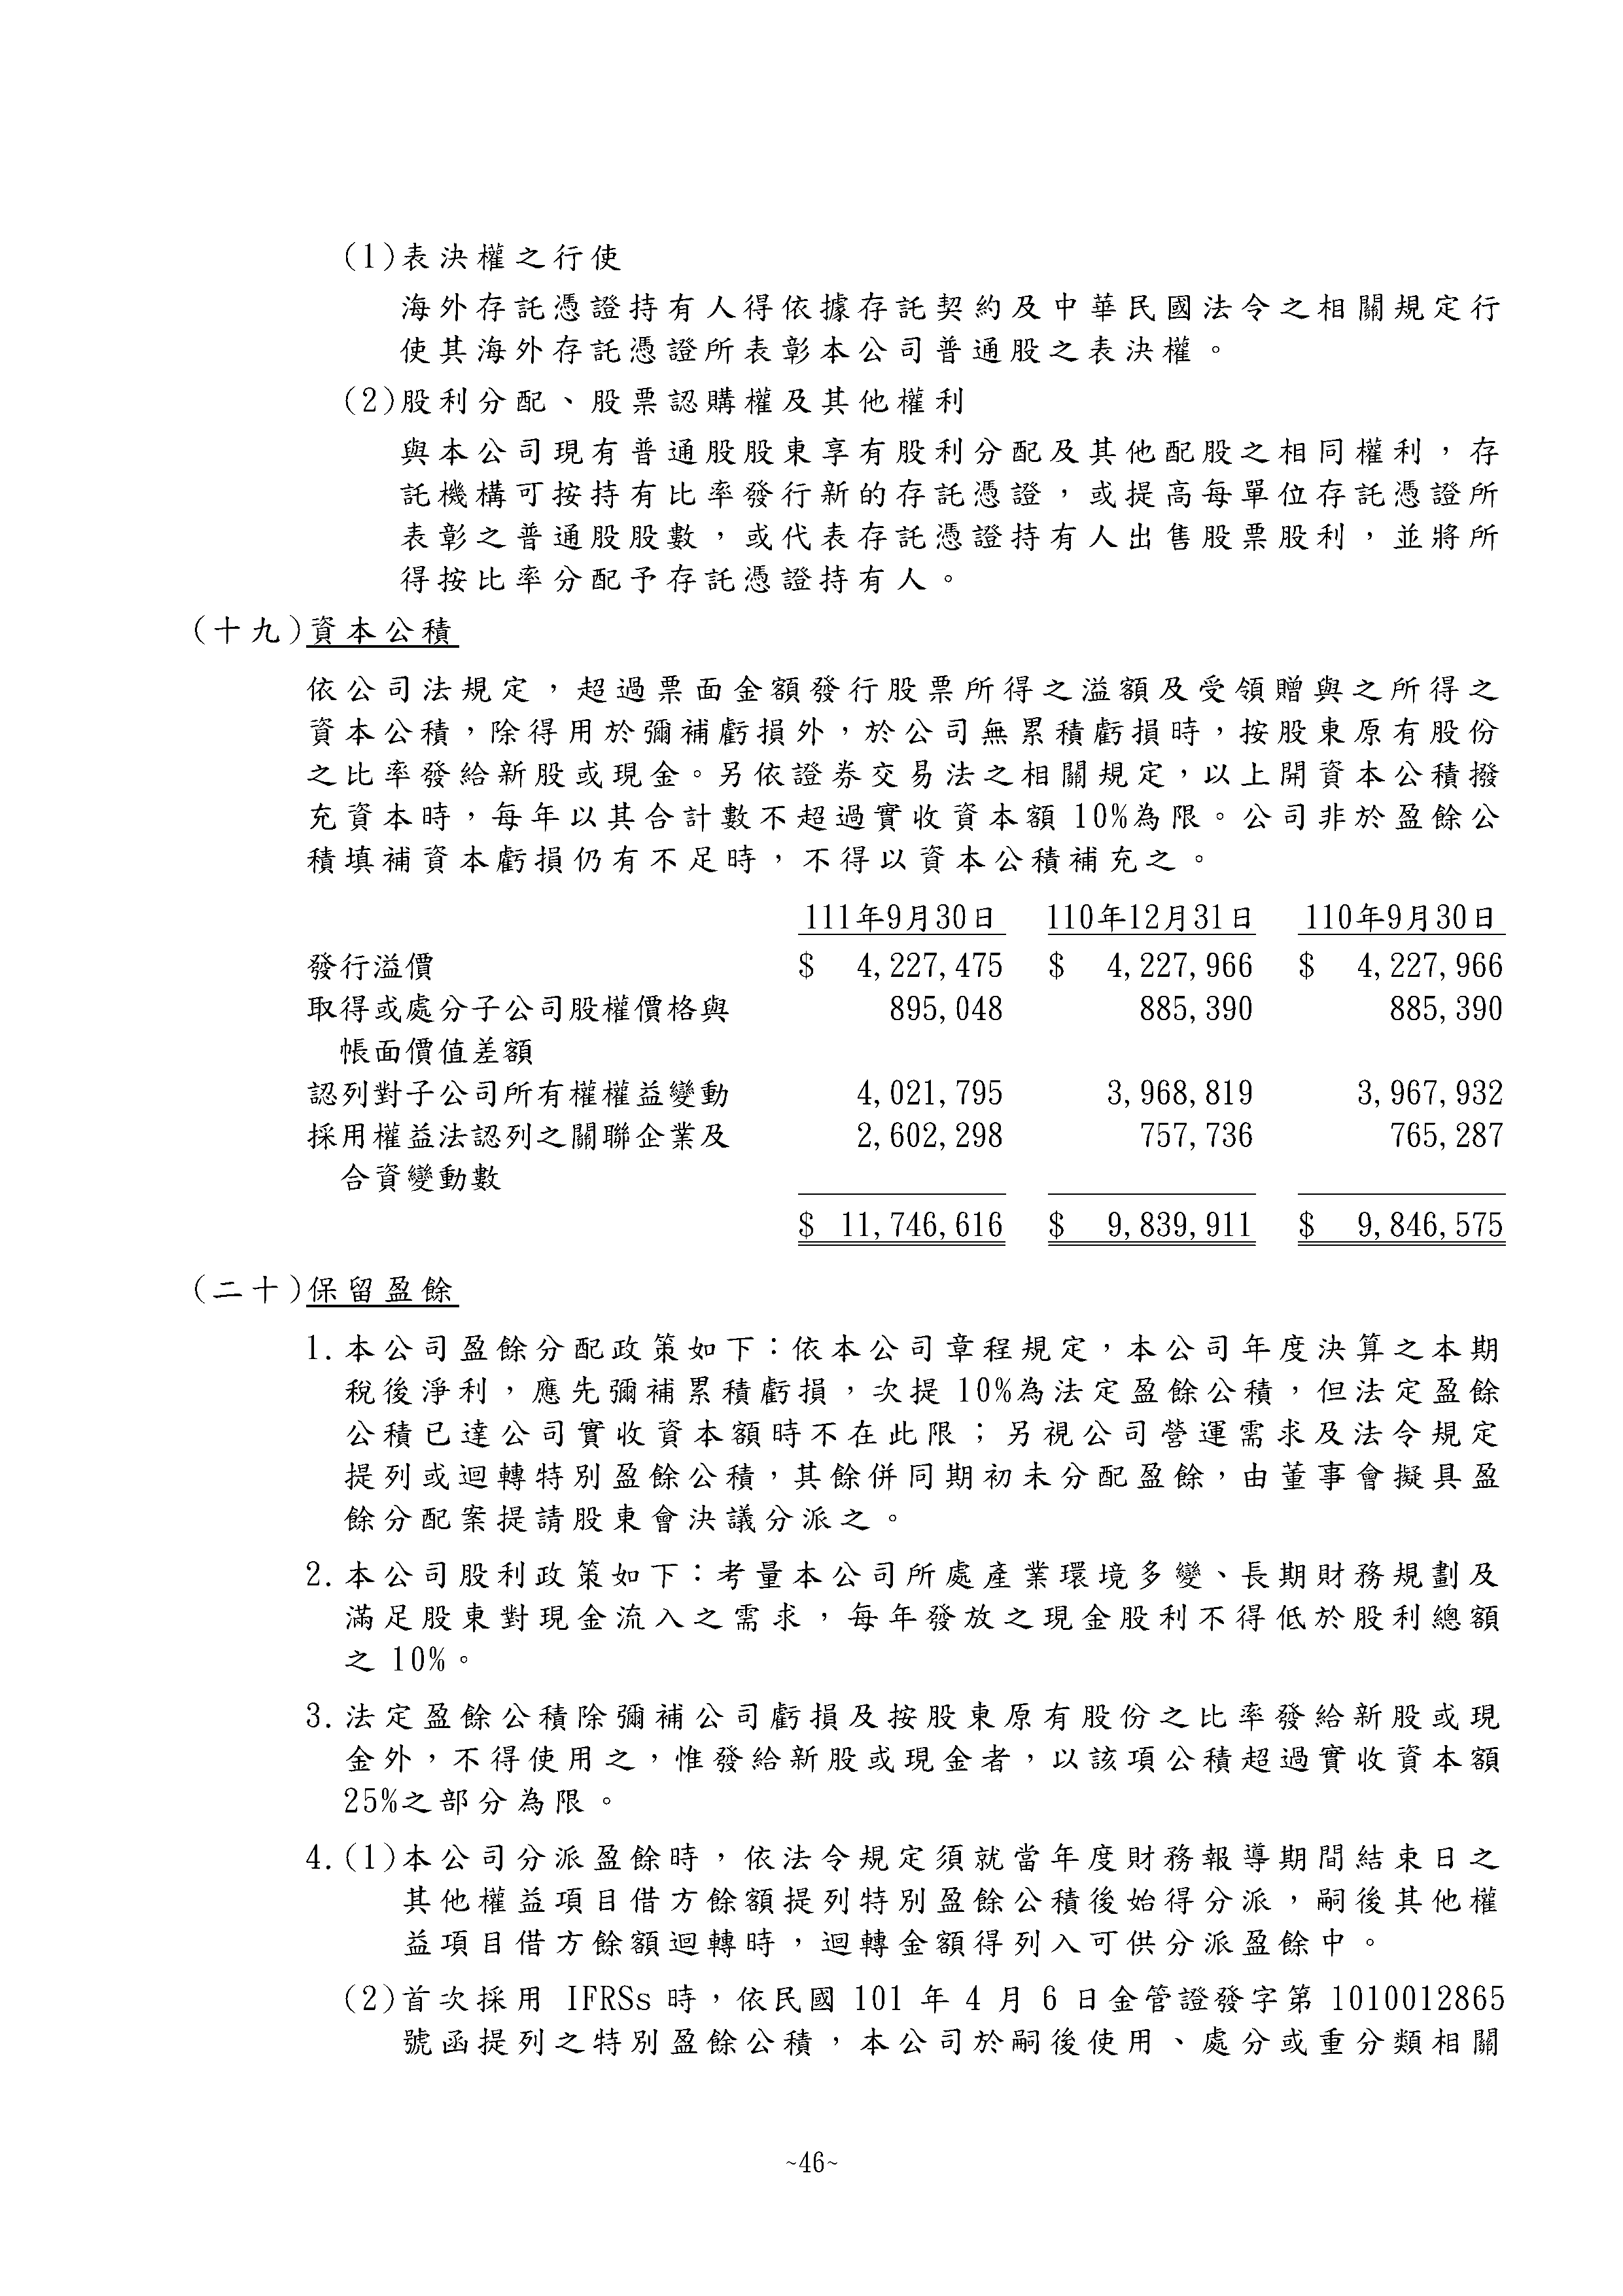 (1)表決權之行使
海外存託憑證持有人得依據存託契約及中華民國法令之相關規定行
使其海外存託憑證所表彰本公司普通股之表決權。
(2)股利分配、股票認購權及其他權利
與本公司現有普通股股東享有股利分配及其他配股之相同權利，存
託機構可按持有比率發行新的存託憑證，或提高每單位存託憑證所
表彰之普通股股數，或代表存託憑證持有人出售股票股利，並將所
得按比率分配予存託憑證持有人。
(十九)資本公積
依公司法規定，超過票面金額發行股票所得之溢額及受領贈與之所得之
資本公積，除得用於彌補虧損外，於公司無累積虧損時，按股東原有股份
之比率發給新股或現金。另依證券交易法之相關規定，以上開資本公積撥
充資本時，每年以其合計數不超過實收資本額 10%為限。公司非於盈餘公
積填補資本虧損仍有不足時，不得以資本公積補充之。
111年9月30日 110年12月31日 110年9月30日
發行溢價 $ 4,227,475 $ 4,227,966 $ 4,227,966
取得或處分子公司股權價格與 895,048 885,390 885,390
帳面價值差額
認列對子公司所有權權益變動 4,021,795 3,968,819 3,967,932
採用權益法認列之關聯企業及 2,602,298 757,736 765,287
合資變動數
$ 11,746,616 $ 9,839,911 $ 9,846,575
(二十)保留盈餘
1.本公司盈餘分配政策如下：依本公司章程規定，本公司年度決算之本期
稅後淨利，應先彌補累積虧損，次提 10%為法定盈餘公積，但法定盈餘
公積已達公司實收資本額時不在此限；另視公司營運需求及法令規定
提列或迴轉特別盈餘公積，其餘併同期初未分配盈餘，由董事會擬具盈
餘分配案提請股東會決議分派之。
2.本公司股利政策如下：考量本公司所處產業環境多變、長期財務規劃及
滿足股東對現金流入之需求，每年發放之現金股利不得低於股利總額
之 10%。
3.法定盈餘公積除彌補公司虧損及按股東原有股份之比率發給新股或現
金外，不得使用之，惟發給新股或現金者，以該項公積超過實收資本額
25%之部分為限。
4.(1)本公司分派盈餘時，依法令規定須就當年度財務報導期間結束日之
其他權益項目借方餘額提列特別盈餘公積後始得分派，嗣後其他權
益項目借方餘額迴轉時，迴轉金額得列入可供分派盈餘中。
(2)首次採用 IFRSs 時，依民國 101 年 4 月 6 日金管證發字第 1010012865
號函提列之特別盈餘公積，本公司於嗣後使用、處分或重分類相關
~46~